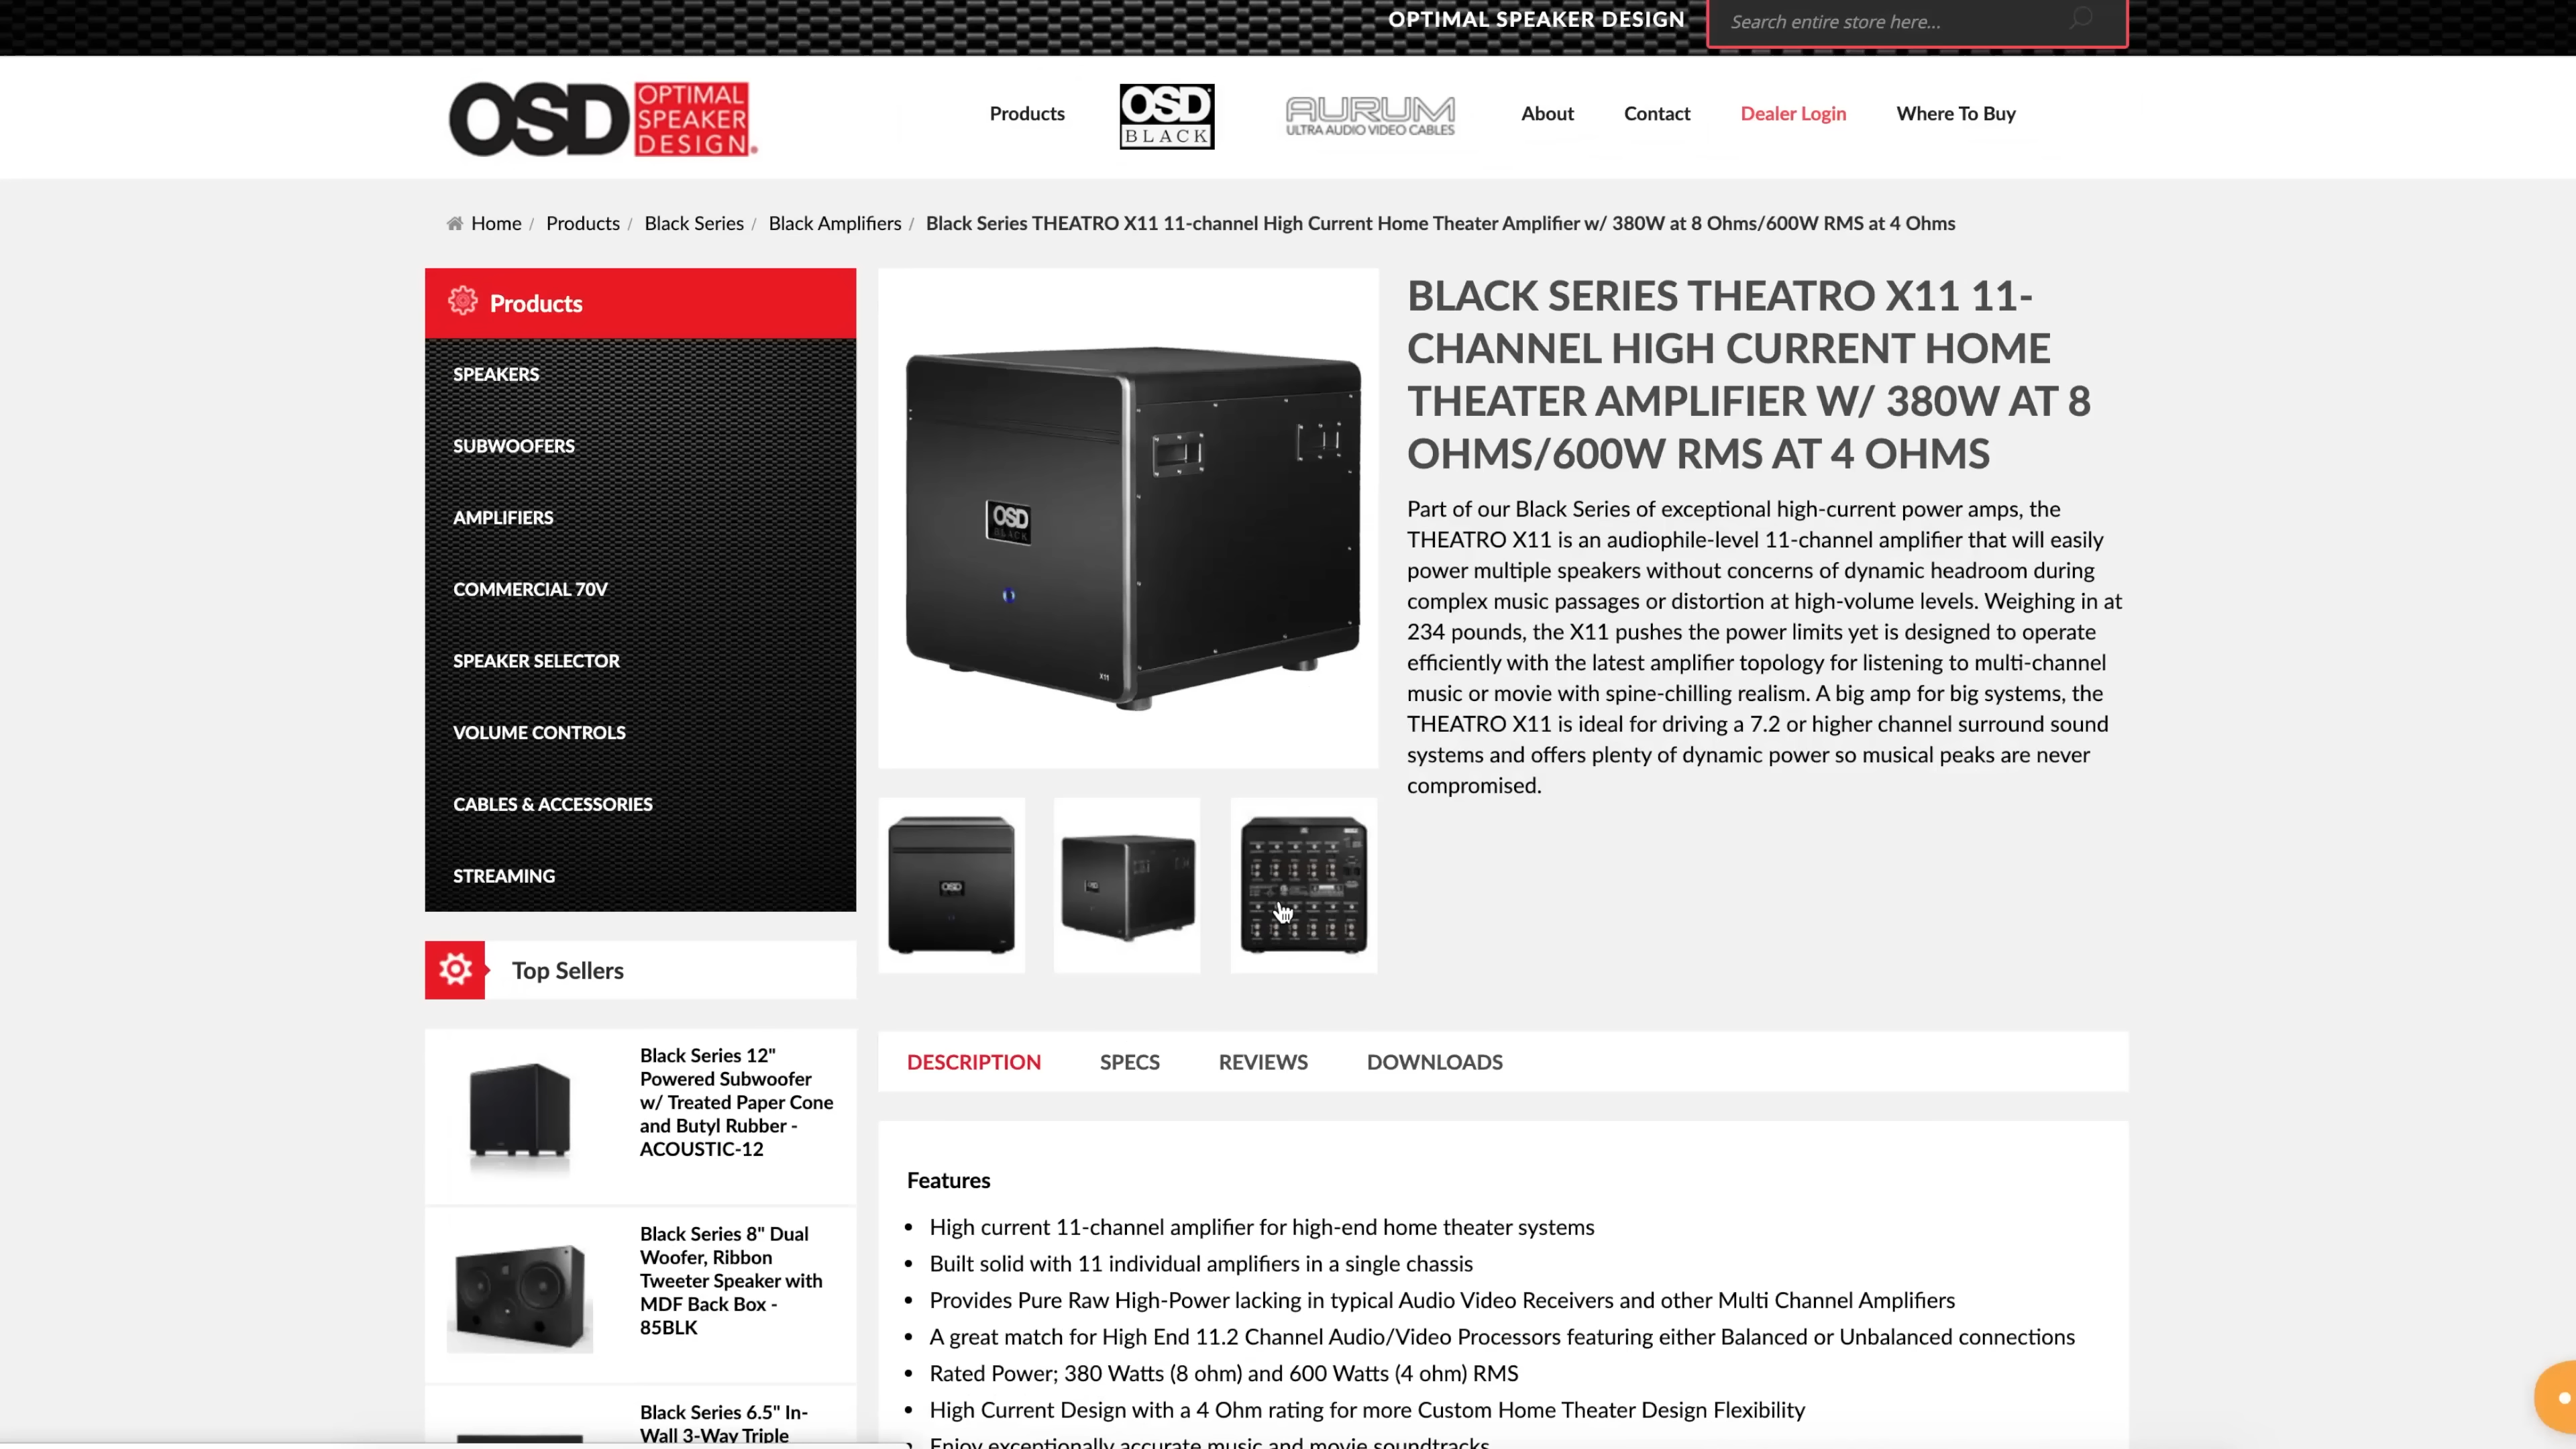 OPTIMAL SPEAKER DESIGN
Search entire store here...
OSD OPTIMAL
SPEAKER
DESIGN
Products
OSD
BLACK
AURUM
ULTRA AUDIO VIDEO CABLES
About
Contact
Dealer Login
Where To Buy
Home / Products / Black Series / Black Amplifiers / Black Series THEATRO X11 11-channel High Current Home Theater Amplifier w/ 380W at 8 Ohms/600W RMS at 4 Ohms
Products
SPEAKERS
SUBWOOFERS
AMPLIFIERS
COMMERCIAL 70V
SPEAKER SELECTOR
VOLUME CONTROLS
CABLES & ACCESSORIES
STREAMING
Top Sellers
Black Series 12"
Powered Subwoofer
w/ Treated Paper Cone
and Butyl Rubber -
ACOUSTIC-12
Black Series 8" Dual
Woofer, Ribbon
Tweeter Speaker with
MDF Back Box -
85BLK
Black Series 6.5" In-
Wall 3-Way Triple
OSD
BLACK
X11
OSD
OSD
BLACK SERIES THEATRO X11 11-
CHANNEL HIGH CURRENT HOME
THEATER AMPLIFIER W/ 380W AT 8
OHMS/600W RMS AT 4 OHMS
Part of our Black Series of exceptional high-current power amps, the
THEATRO X11 is an audiophile-level 11-channel amplifier that will easily
power multiple speakers without concerns of dynamic headroom during
complex music passages or distortion at high-volume levels. Weighing in at
234 pounds, the X11 pushes the power limits yet is designed to operate
efficiently with the latest amplifier topology for listening to multi-channel
music or movie with spine-chilling realism. A big amp for big systems, the
THEATRO X11 is ideal for driving a 7.2 or higher channel surround sound
systems and offers plenty of dynamic power so musical peaks are never
compromised.
DESCRIPTION
SPECS
REVIEWS
DOWNLOADS
Features
• High current 11-channel amplifier for high-end home theater systems
• Built solid with 11 individual amplifiers in a single chassis
• Provides Pure Raw High-Power lacking in typical Audio Video Receivers and other Multi Channel Amplifiers
• A great match for High End 11.2 Channel Audio/Video Processors featuring either Balanced or Unbalanced connections
• Rated Power; 380 Watts (8 ohm) and 600 Watts (4 ohm) RMS
• High Current Design with a 4 Ohm rating for more Custom Home Theater Design Flexibility
• Enjoy exceptionally accurate music and movie soundtracks